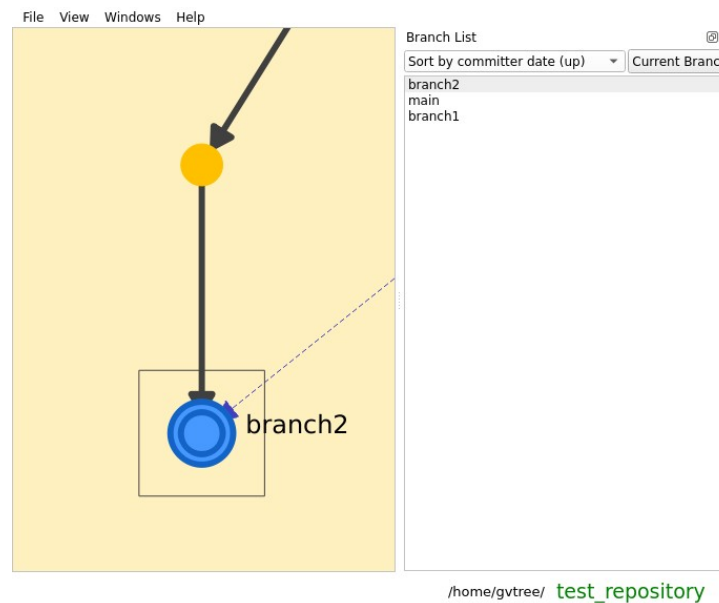 File View Windows Help
Branch List
Sort by committer date (up) Current Branc
branch2
main
branch1
branch2
/home/gvtree/ test_repository